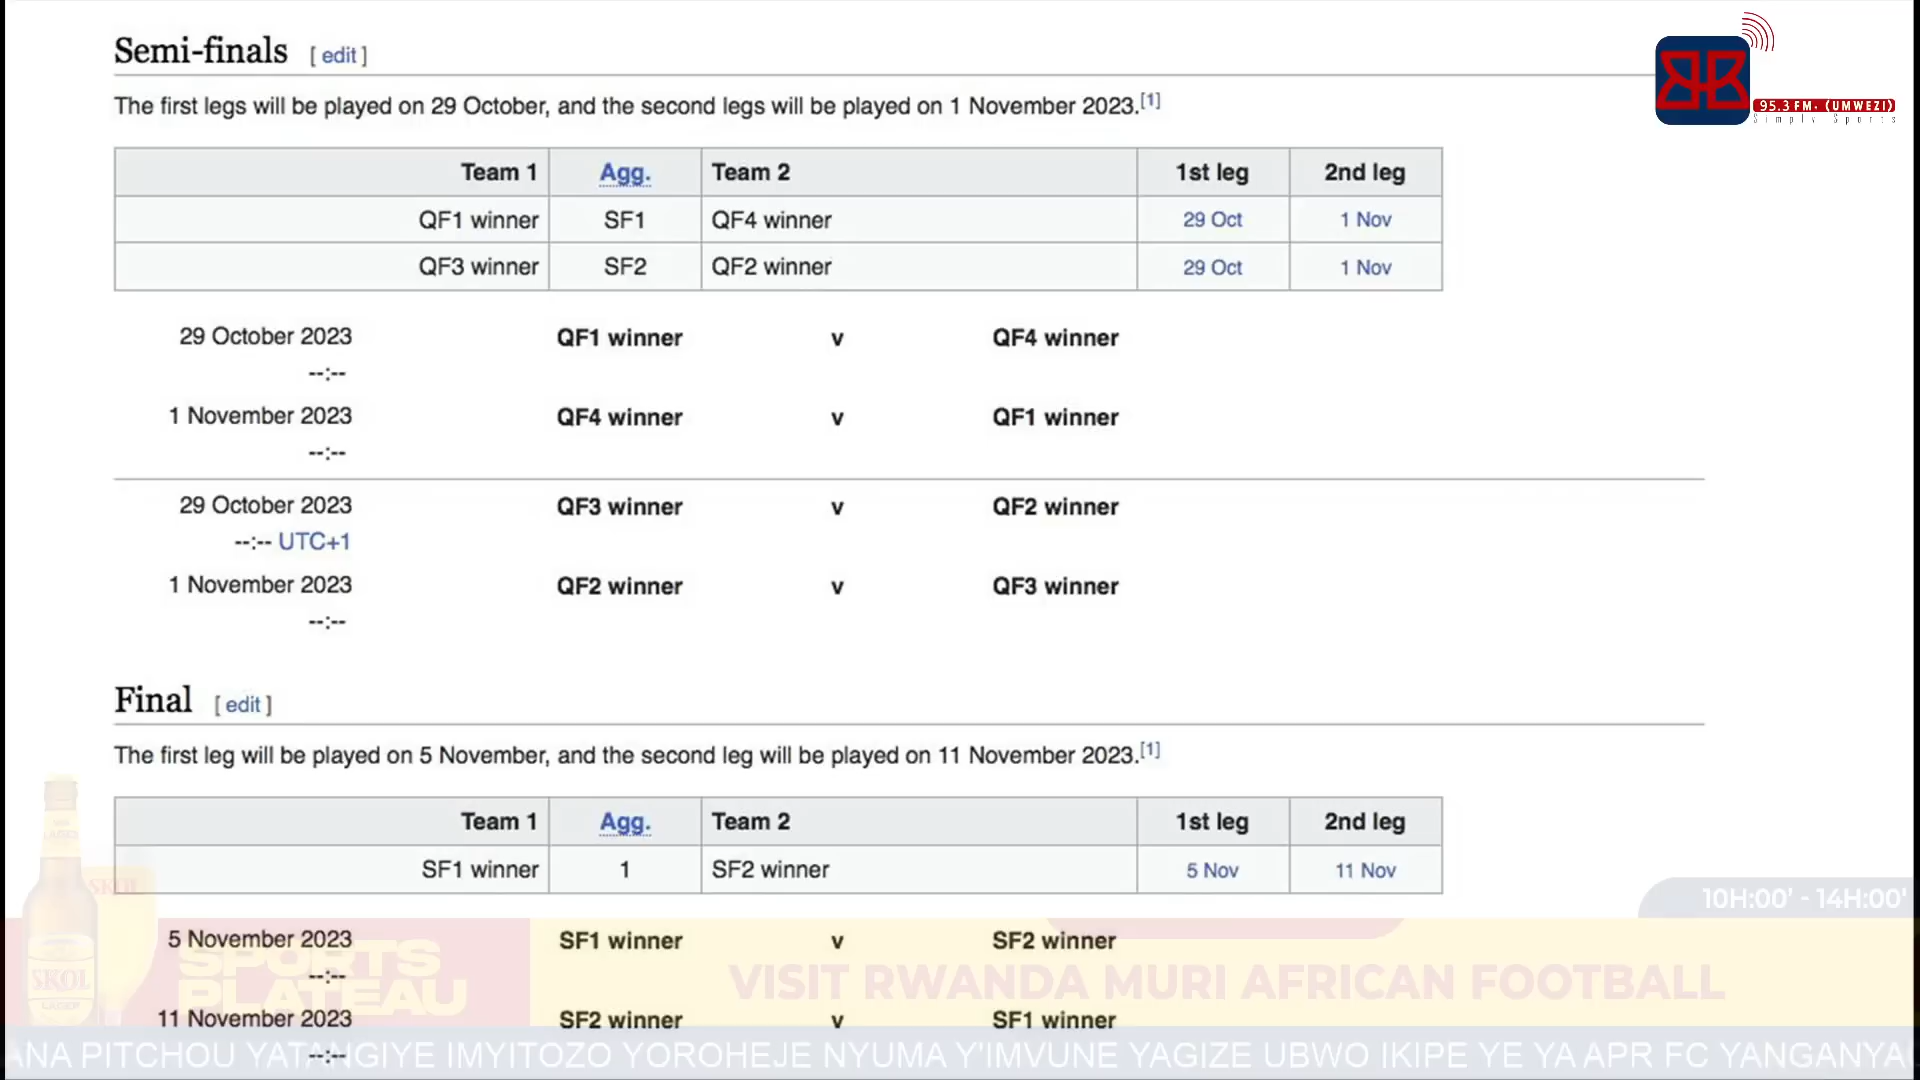 Semi-finals [ edit ]
The first legs will be played on 29 October, and the second legs will be played on 1 November 2023.[1]
95.3 FM. (UMWEZI)
Simply Sports
Team 1 Agg. Team 2 1st leg 2nd leg
QF1 winner SF1 QF4 winner 29 Oct 1 Nov
QF3 winner SF2 QF2 winner 29 Oct 1 Nov
29 October 2023 QF1 winner v QF4 winner
--:--
1 November 2023 QF4 winner v QF1 winner
--:--
29 October 2023 QF3 winner v QF2 winner
--:-- UTC+1
1 November 2023 QF2 winner v QF3 winner
--:--
Final [ edit ]
The first leg will be played on 5 November, and the second leg will be played on 11 November 2023.[1]
Team 1 Agg. Team 2 1st leg 2nd leg
SF1 winner 1 SF2 winner 5 Nov 11 Nov
SKOL
10H:00' - 14H:00'
5 November 2023 SF1 winner v SF2 winner
--:--
SPORTS
PLATEAU
SKOL
LAGER
VISIT RWANDA MURI AFRICAN FOOTBALL
11 November 2023 SF2 winner v SF1 winner
--:--
ANA PITCHOU YATANGIYE IMYITOZO YOROHEJE NYUMA Y'IMVUNE YAGIZE UBWO IKIPE YE YA APR FC YANGANYA